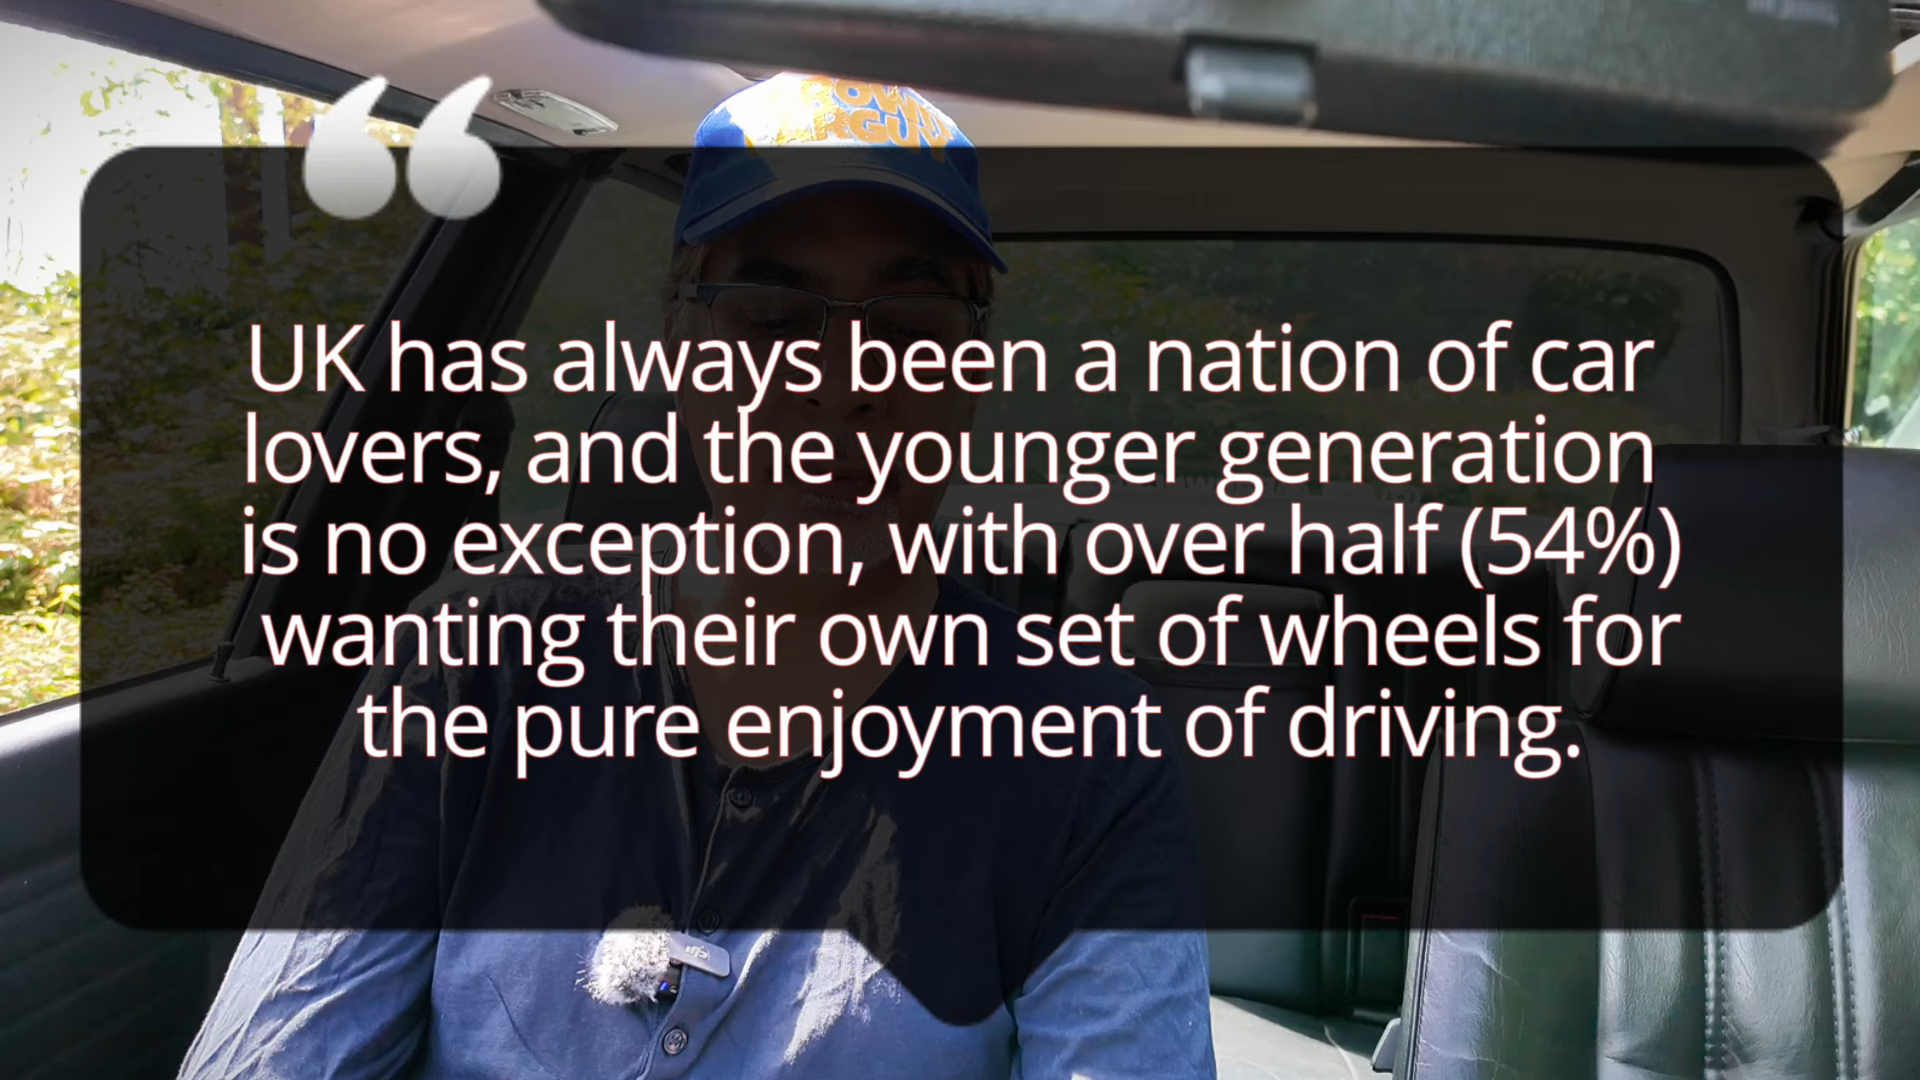 UK has always been a nation of car
lovers, and the younger generation
is no exception, with over half (54%)
wanting their own set of wheels for
the pure enjoyment of driving.